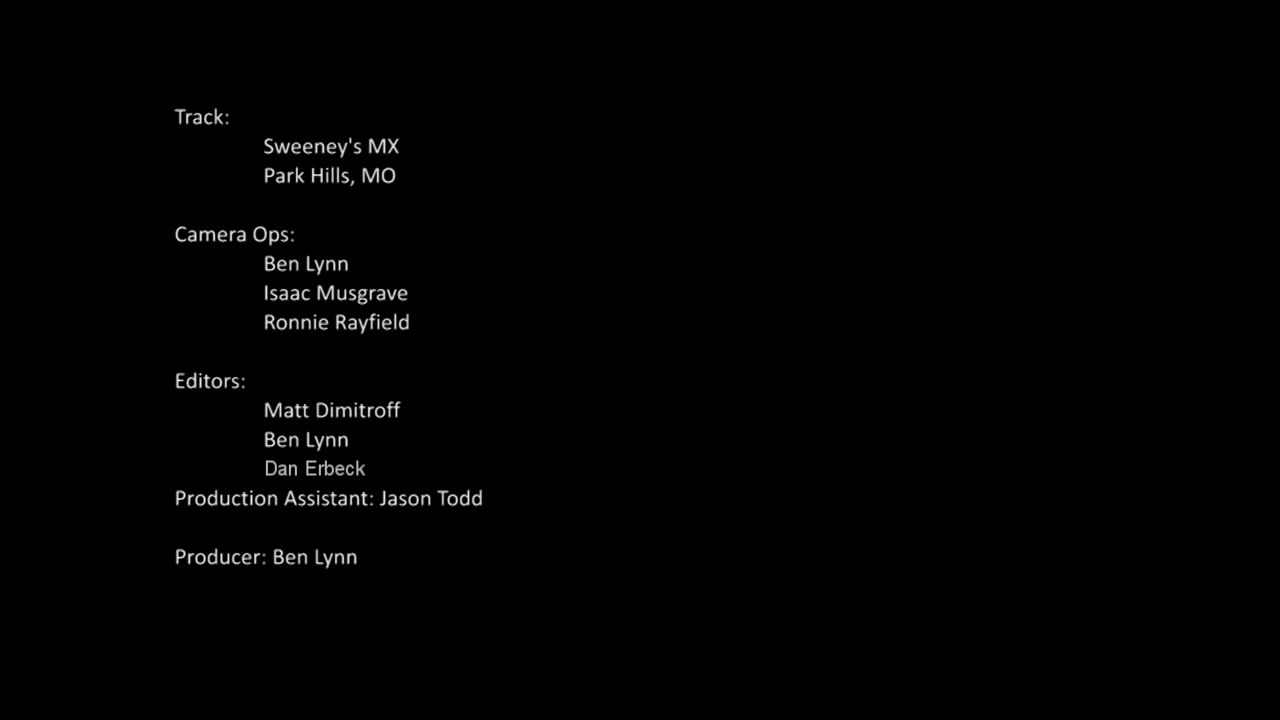 Track:
Sweeney's MX
Park Hills, MO
Camera Ops:
Ben Lynn
Isaac Musgrave
Ronnie Rayfield
Editors:
Matt Dimitroff
Ben Lynn
Dan Erbeck
Production Assistant: Jason Todd
Producer: Ben Lynn